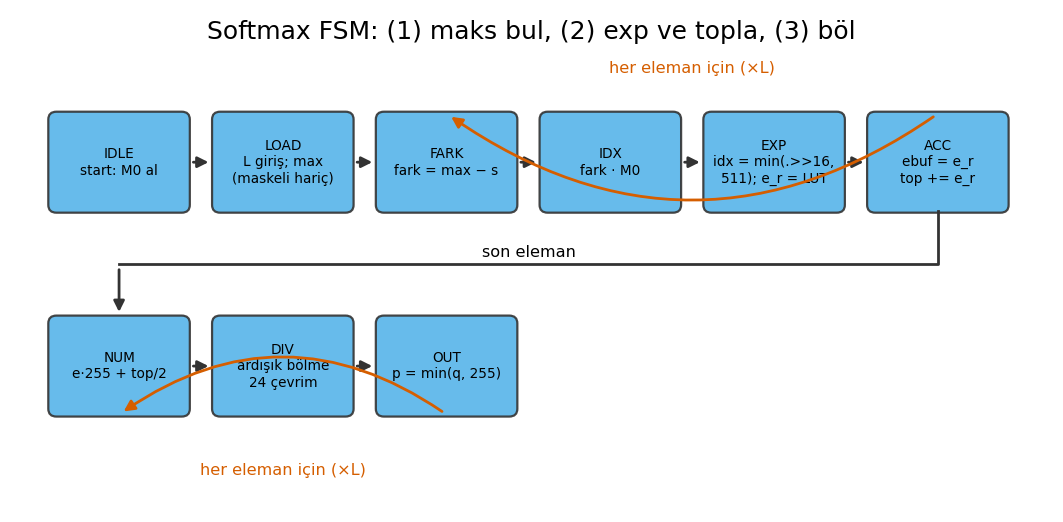 Softmax FSM: (1) maks bul, (2) exp ve topla, (3) böl
her eleman için (×L)
IDLE
start: M0 al
LOAD
L giriş; max
(maskeli hariç)
FARK
fark = max − s
IDX
fark · M0
EXP
idx = min(.>>16,
511); e_r = LUT
ACC
ebuf = e_r
top += e_r
son eleman
NUM
e·255 + top/2
DIV
ardışık bölme
24 çevrim
OUT
p = min(q, 255)
her eleman için (×L)